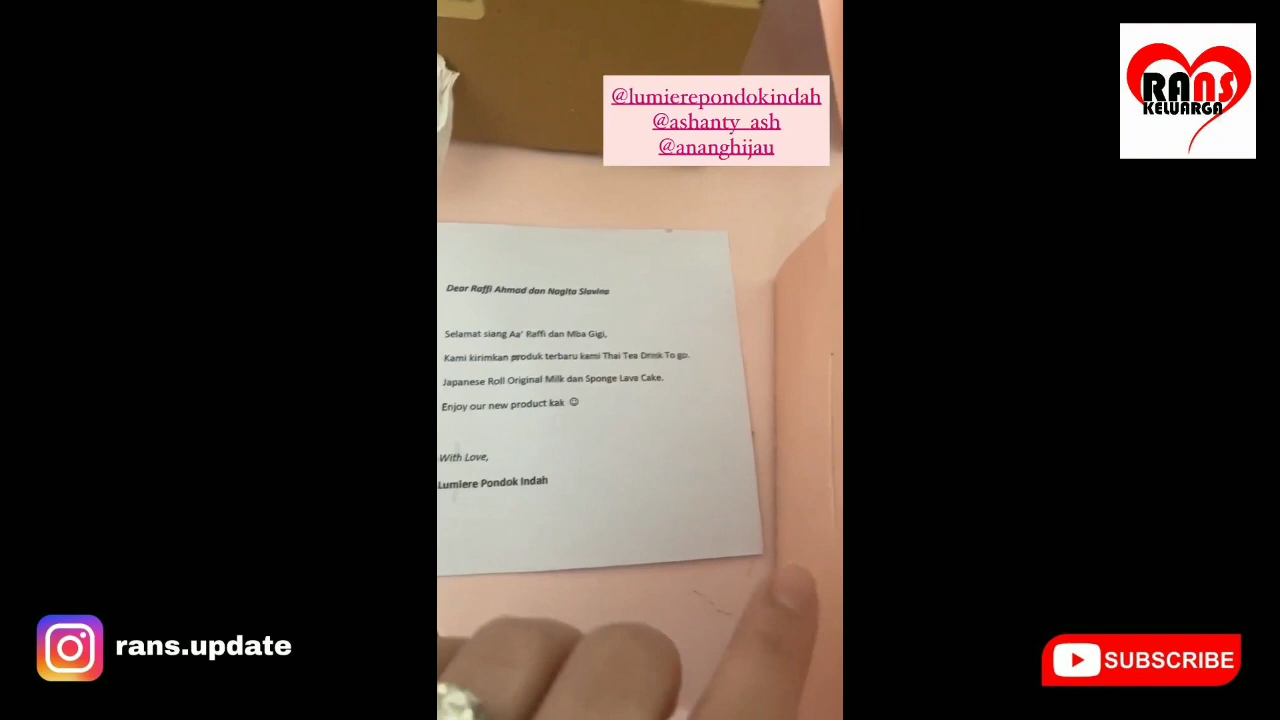 @lumierepondokindah
@ashanty_ash
@ananghijau
RANS
KELUARGA
Dear Raffi Ahmad dan Nagita Slavina
Selamat siang Aa' Raffi dan Mba Gigi,
Kami kirimkan produk terbaru kami Thai Tea Drink To go.
Japanese Roll Original Milk dan Sponge Lava Cake.
Enjoy our new product kak ☺
With Love,
Lumiere Pondok Indah
rans.update
SUBSCRIBE